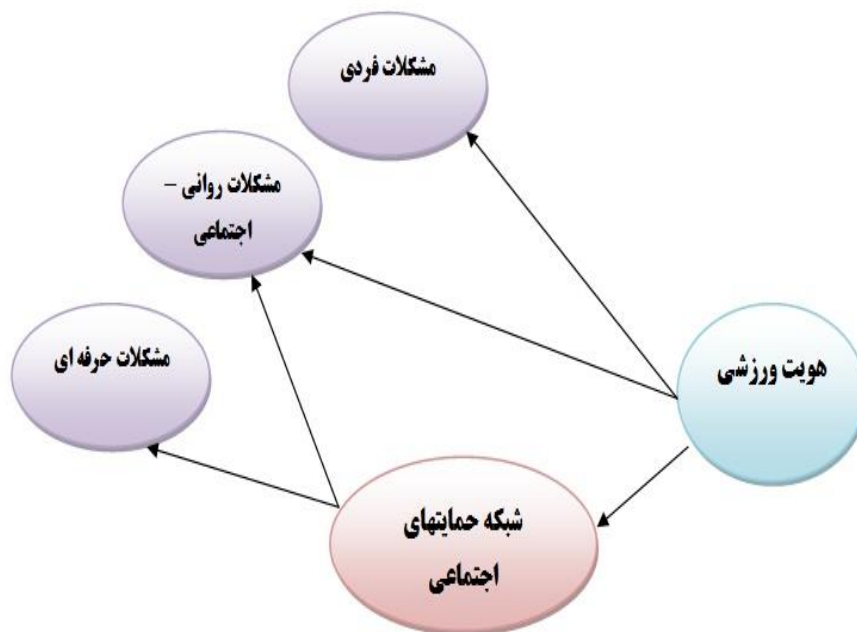 مشکلات فردی
مشکلات روانی –
اجتماعی
مشکلات حرفه ای
هویت ورزشی
شبکه حمایتهای
اجتماعی